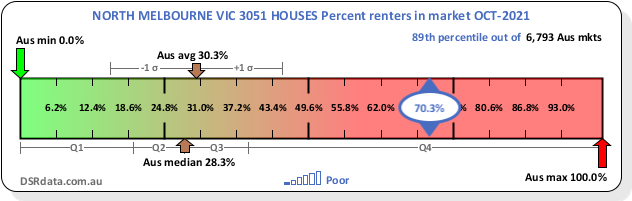 NORTH MELBOURNE VIC 3051 HOUSES Percent renters in market OCT-2021
Aus min 0.0%
89th percentile out of 6,793 Aus mkts
Aus avg 30.3%
-1 σ +1 σ
6.2% 12.4% 18.6% 24.8% 31.0% 37.2% 43.4% 49.6% 55.8% 62.0% 70.3% % 80.6% 86.8% 93.0%
Q1 Q2 Q3 Q4
Aus median 28.3%
DSRdata.com.au
Poor
Aus max 100.0%